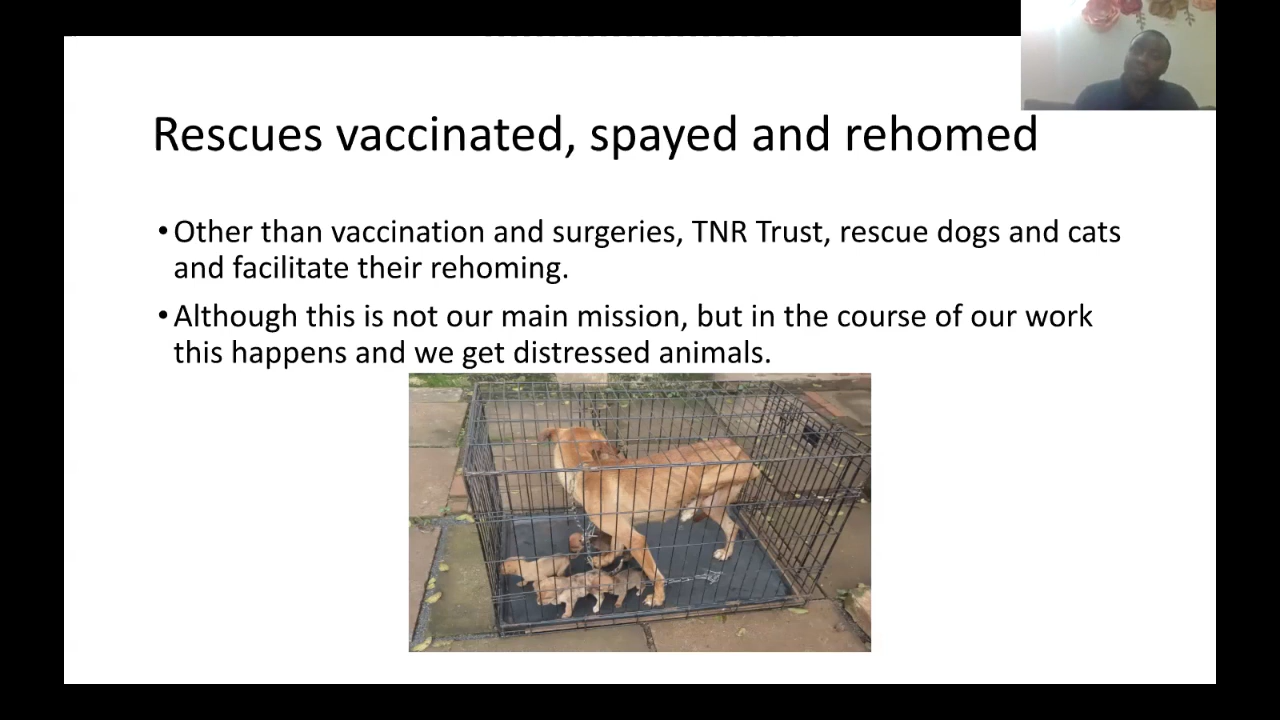 Rescues vaccinated, spayed and rehomed
• Other than vaccination and surgeries, TNR Trust, rescue dogs and cats
and facilitate their rehoming.
• Although this is not our main mission, but in the course of our work
this happens and we get distressed animals.